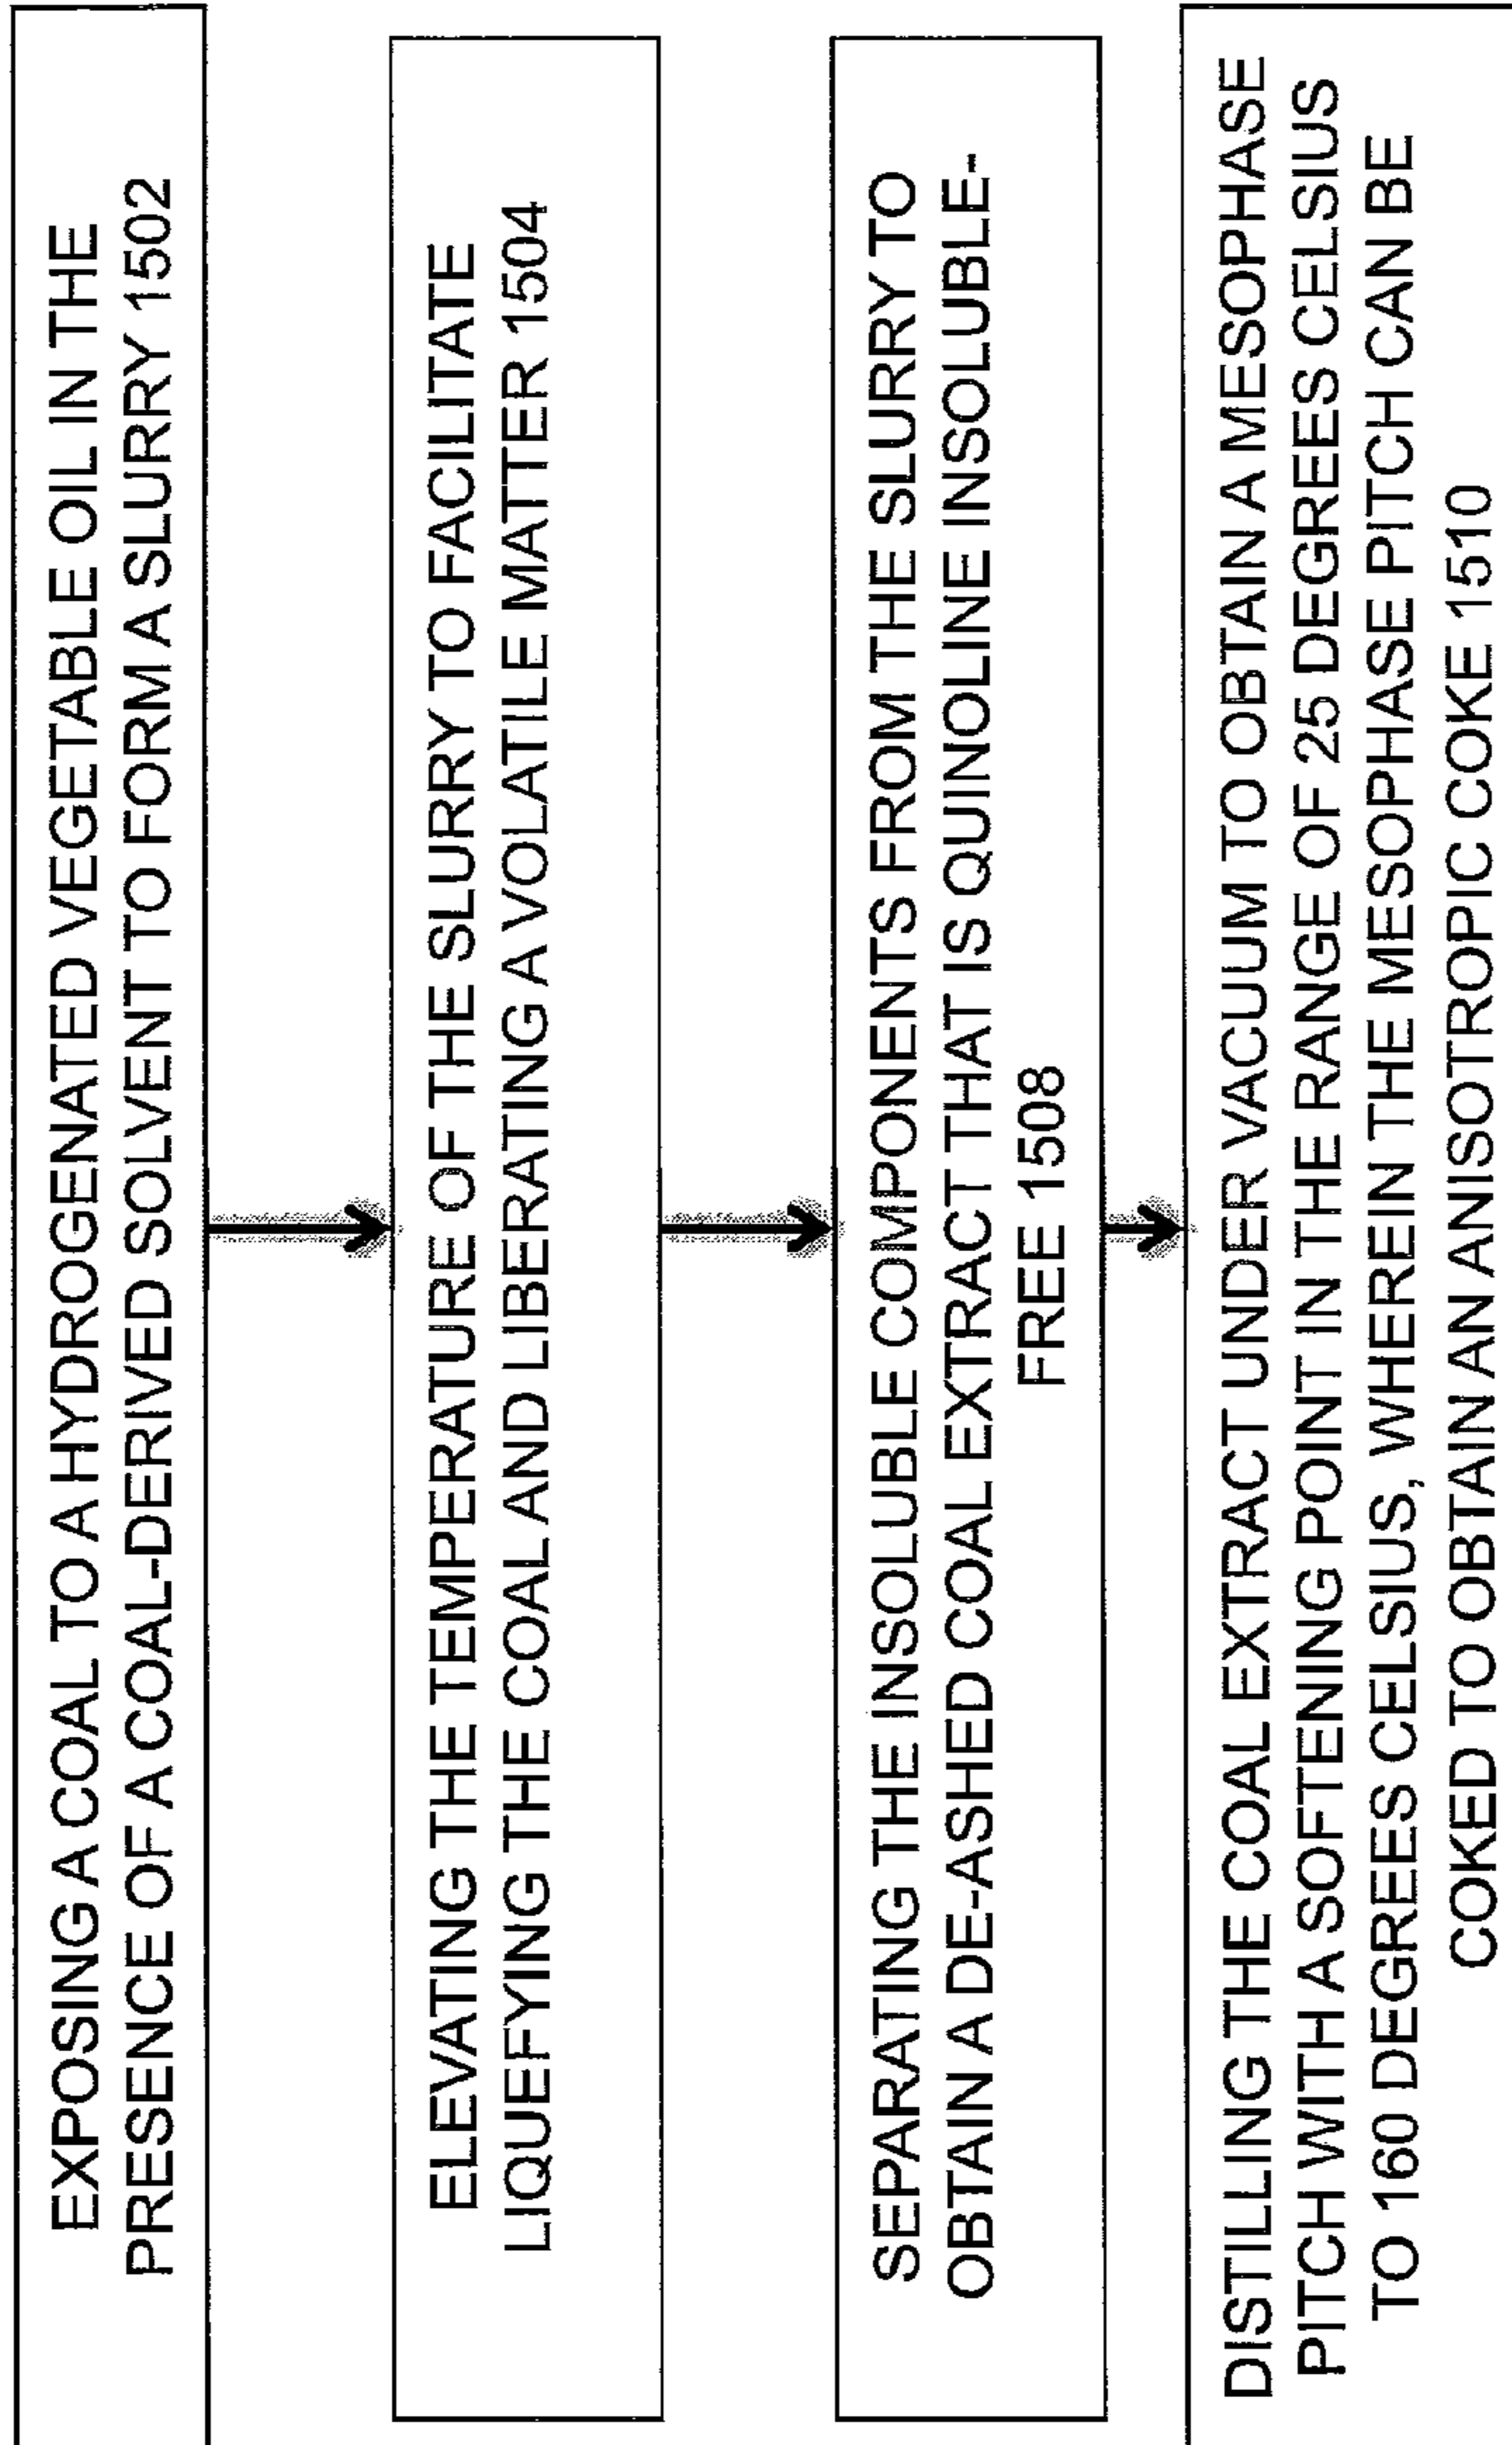 EXPOSING A COAL TO A HYDROGENATED VEGETABLE OIL IN THE
PRESENCE OF A COAL-DERIVED SOLVENT TO FORM A SLURRY 1502
ELEVATING THE TEMPERATURE OF THE SLURRY TO FACILITATE
LIQUEFYING THE COAL AND LIBERATING A VOLATILE MATTER 1504
SEPARATING THE INSOLUBLE COMPONENTS FROM THE SLURRY TO
OBTAIN A DE-ASHED COAL EXTRACT THAT IS QUINOLINE INSOLUBLE-
FREE 1508
DISTILLING THE COAL EXTRACT UNDER VACUUM TO OBTAIN A MESOPHASE
PITCH WITH A SOFTENING POINT IN THE RANGE OF 25 DEGREES CELSIUS
TO 160 DEGREES CELSIUS, WHEREIN THE MESOPHASE PITCH CAN BE
COKED TO OBTAIN AN ANISOTROPIC COKE 1510